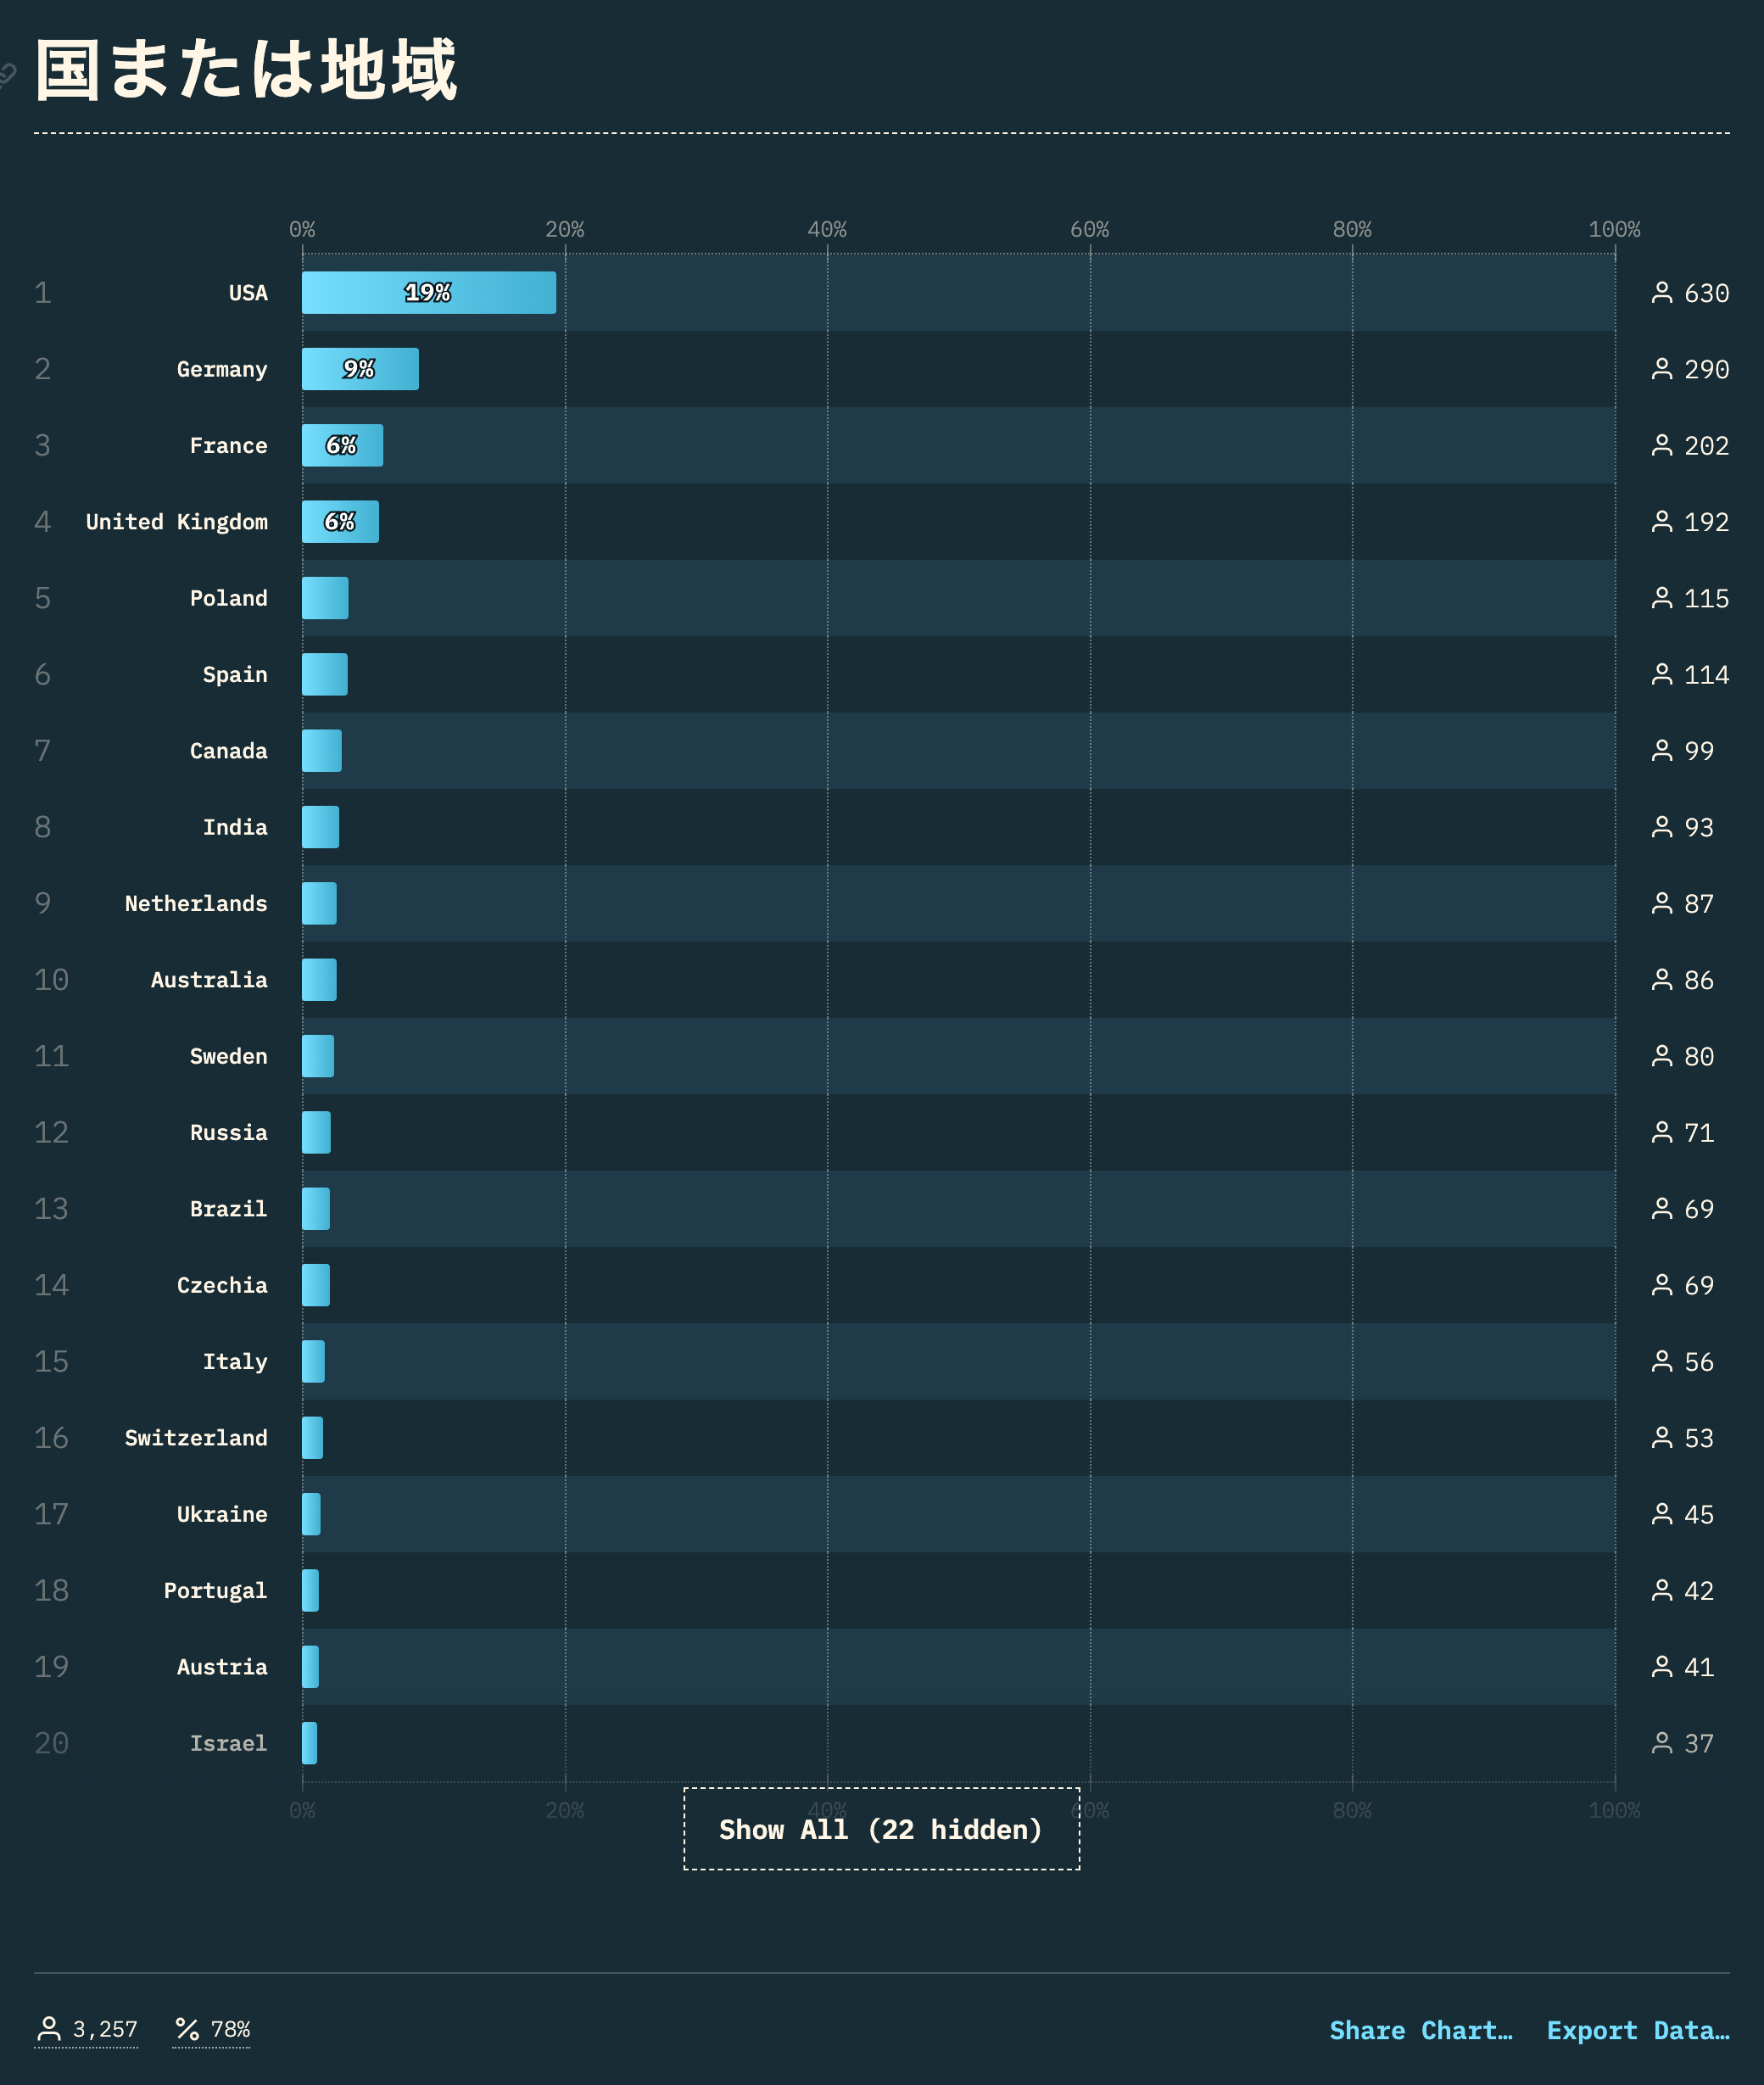 国または地域
0% 20% 40% 60% 80% 100%
1 USA 19% 630
2 Germany 9% 290
3 France 6% 202
4 United Kingdom 6% 192
5 Poland 115
6 Spain 114
7 Canada 99
8 India 93
9 Netherlands 87
10 Australia 86
11 Sweden 80
12 Russia 71
13 Brazil 69
14 Czechia 69
15 Italy 56
16 Switzerland 53
17 Ukraine 45
18 Portugal 42
19 Austria 41
20 Israel 37
0% 20% 40% 60% 80% 100%
Show All (22 hidden)
3,257 78% Share Chart… Export Data…